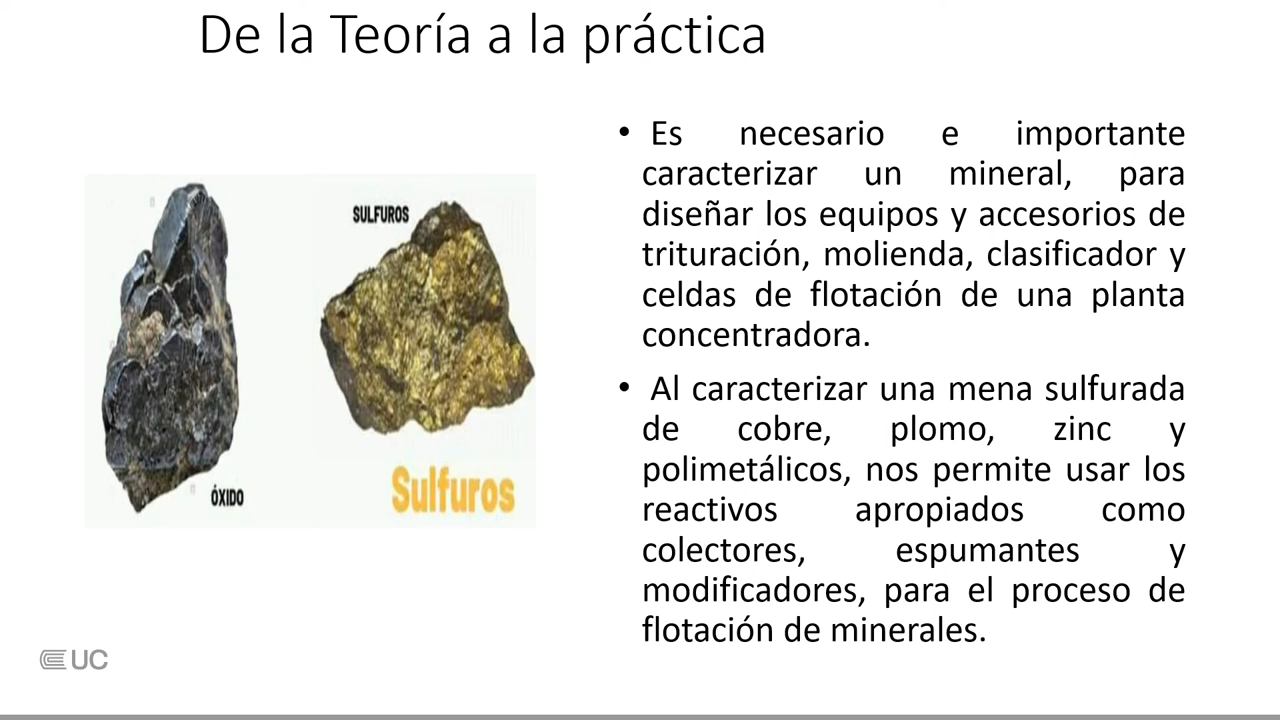 De la Teoría a la práctica
SULFUROS
ÓXIDO
Sulfuros
• Es necesario e importante
caracterizar un mineral, para
diseñar los equipos y accesorios de
trituración, molienda, clasificador y
celdas de flotación de una planta
concentradora.
• Al caracterizar una mena sulfurada
de cobre, plomo, zinc y
polimetálicos, nos permite usar los
reactivos apropiados como
colectores, espumantes y
modificadores, para el proceso de
flotación de minerales.
UC